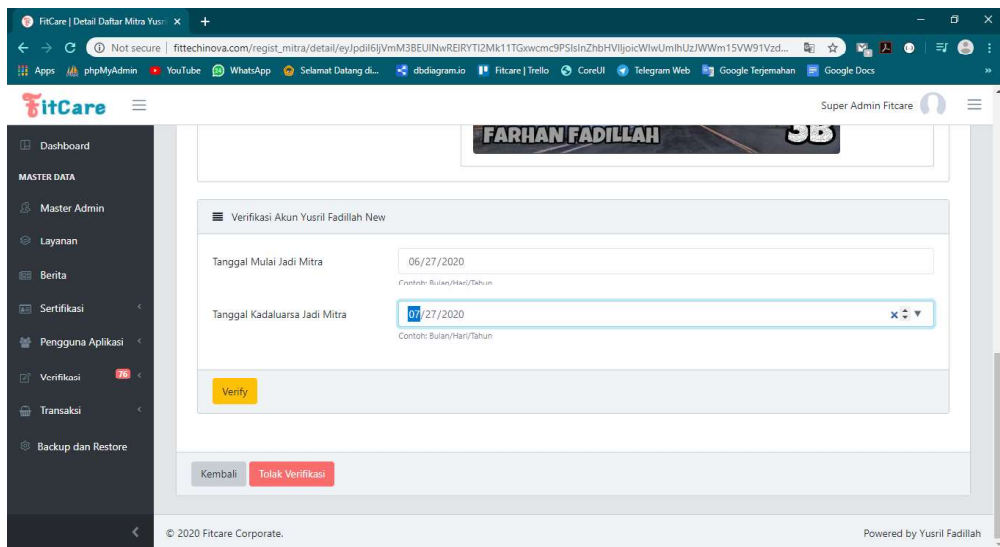 FitCare | Detail Daftar Mitra Yusri
Not secure | fittechinova.com/regist_mitra/detail/
Apps phpMyAdmin YouTube WhatsApp Selamat Datang di... dbdiagram.io Fitcare | Trello CoreUI Telegram Web Google Terjemahan Google Docs »
FitCare
Super Admin Fitcare
Dashboard
MASTER DATA
Master Admin
Layanan
Berita
Sertifikasi
Pengguna Aplikasi
Verifikasi 76
Transaksi
Backup dan Restore
FARHAN FADILLAH 3B
Verifikasi Akun Yusril Fadillah New
Tanggal Mulai Jadi Mitra 06/27/2020
Contoh: Bulan/Hari/Tahun
Tanggal Kadaluarsa Jadi Mitra 07/27/2020
Contoh: Bulan/Hari/Tahun
Verify
Kembali Tolak Verifikasi
© 2020 Fitcare Corporate. Powered by Yusril Fadillah